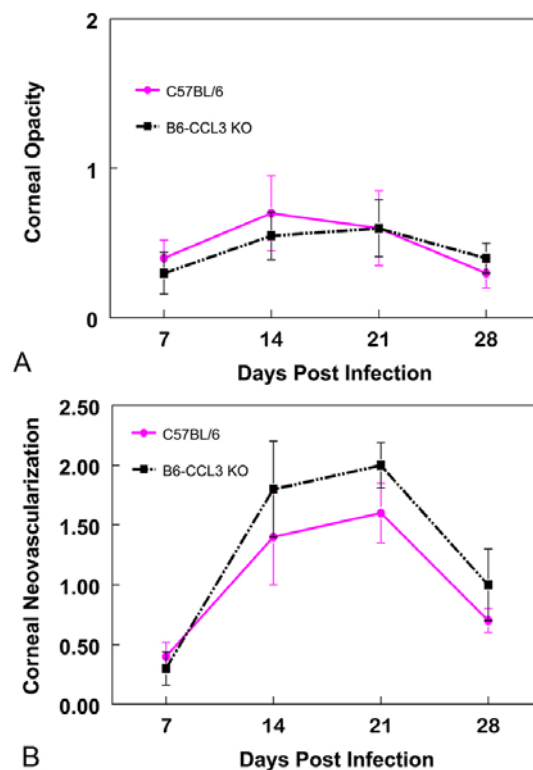 2
C57BL/6
B6-CCL3 KO
1
0
Corneal Opacity
7 14 21 28
Days Post Infection
A
2.50
C57BL/6
2.00
B6-CCL3 KO
1.50
1.00
0.50
0.00
Corneal Neovascularization
7 14 21 28
Days Post Infection
B